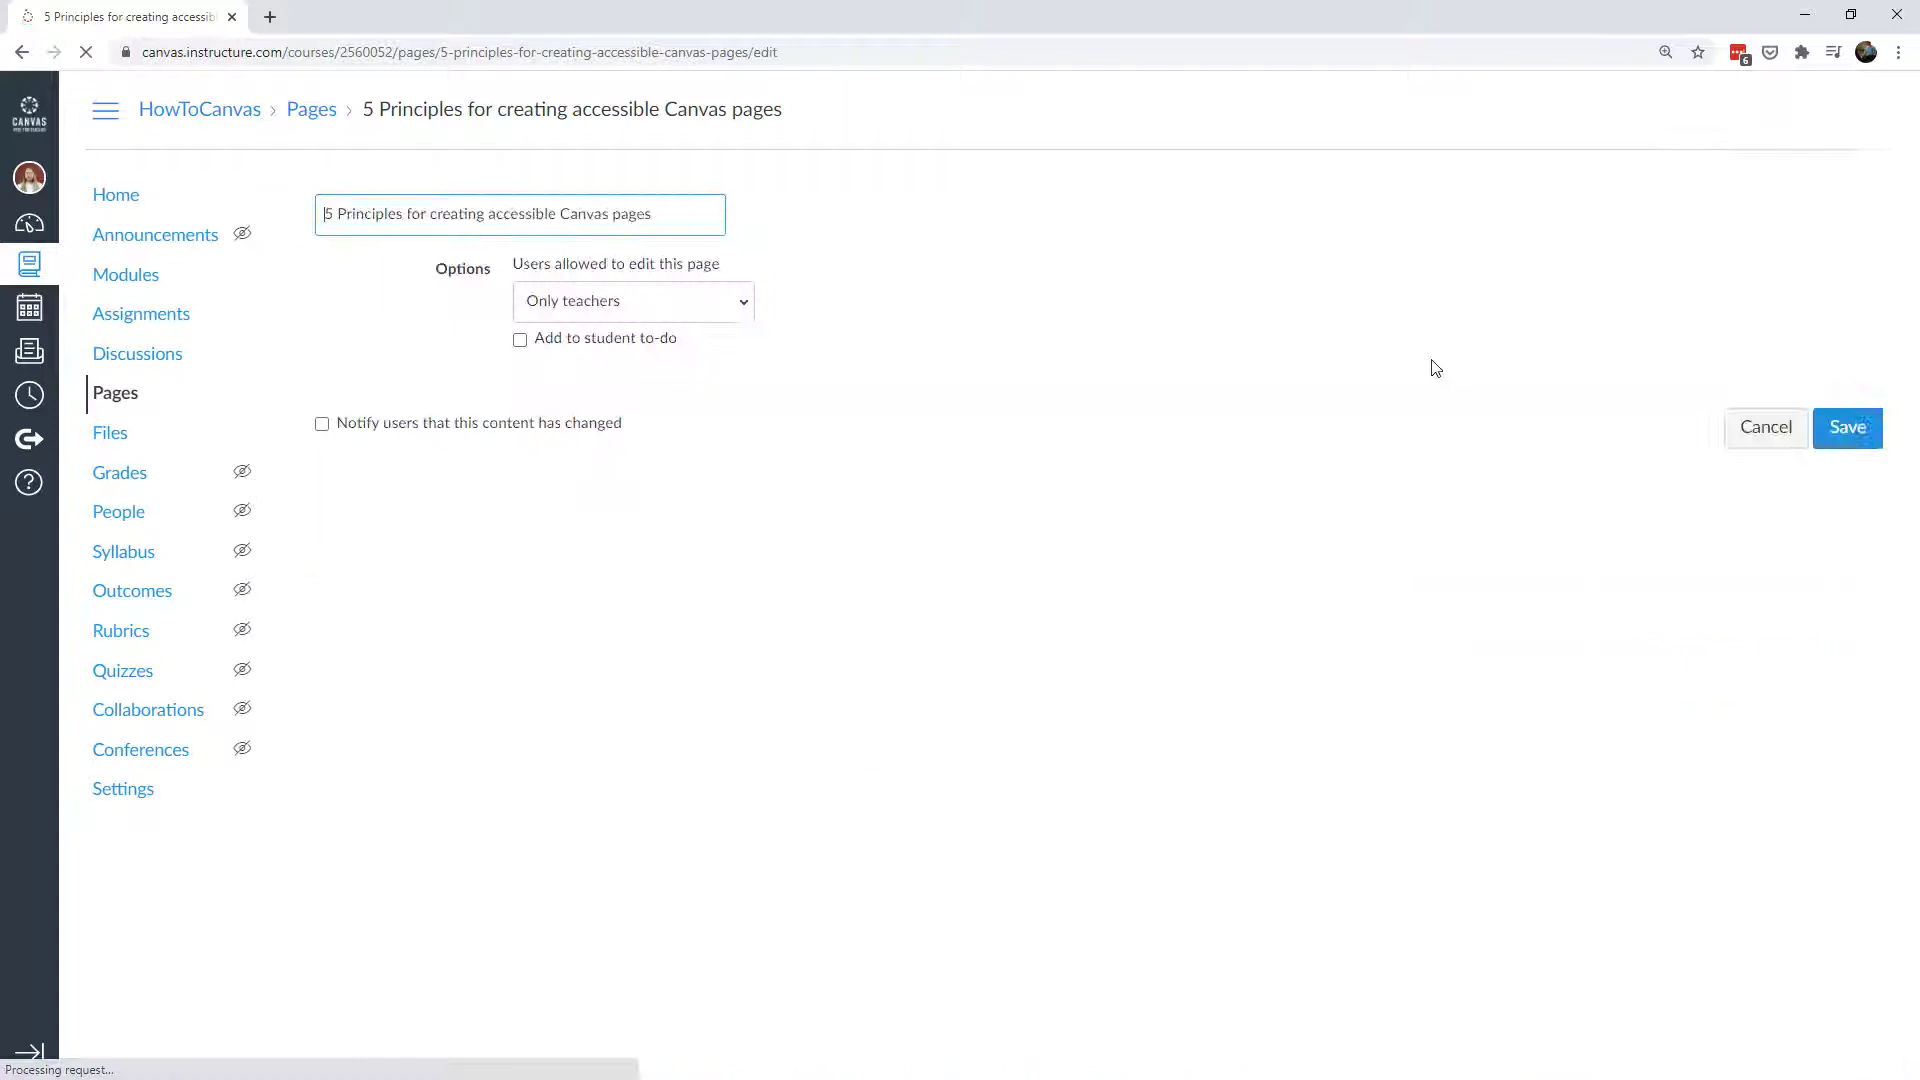 5 Principles for creating accessib
canvas.instructure.com/courses/2560052/pages/5-principles-for-creating-accessible-canvas-pages/edit
6
CANVAS
HowToCanvas › Pages › 5 Principles for creating accessible Canvas pages
Home
5 Principles for creating accessible Canvas pages
Announcements
Options
Users allowed to edit this page
Modules
Only teachers
Assignments
Add to student to-do
Discussions
Pages
Notify users that this content has changed
Cancel
Save
Files
Grades
People
Syllabus
Outcomes
Rubrics
Quizzes
Collaborations
Conferences
Settings
Processing request...